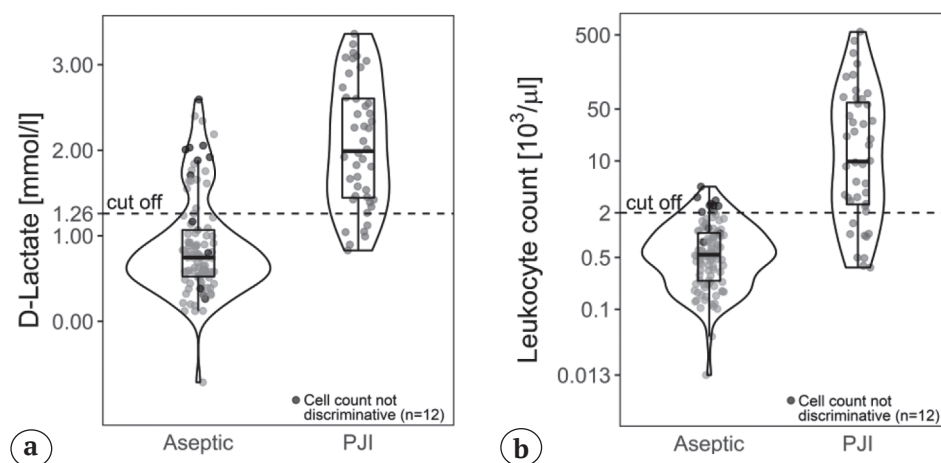 D-Lactate [mmol/l]
3.00
2.00
1.26
1.00
0.00
cut off
Cell count not
discriminative (n=12)
Aseptic
PJI
a
Leukocyte count [10³/µl]
500
50
10
2
0.5
0.1
0.013
cut off
Cell count not
discriminative (n=12)
Aseptic
PJI
b